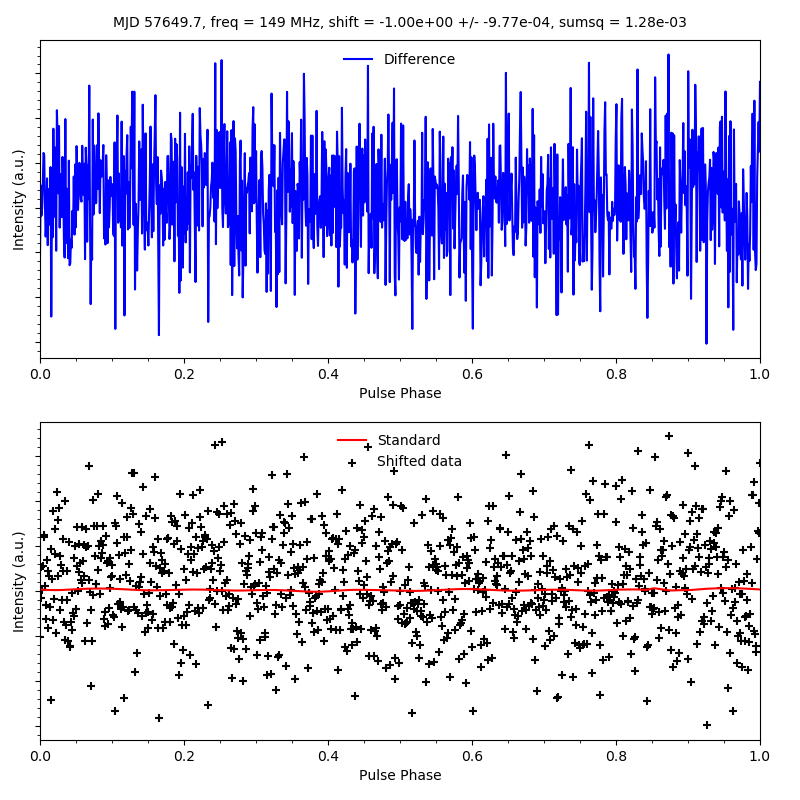 MJD 57649.7, freq = 149 MHz, shift = -1.00e+00 +/- -9.77e-04, sumsq = 1.28e-03
Difference
Intensity (a.u.)
0.0 0.2 0.4 0.6 0.8 1.0
Pulse Phase
Standard
Shifted data
Intensity (a.u.)
0.0 0.2 0.4 0.6 0.8 1.0
Pulse Phase